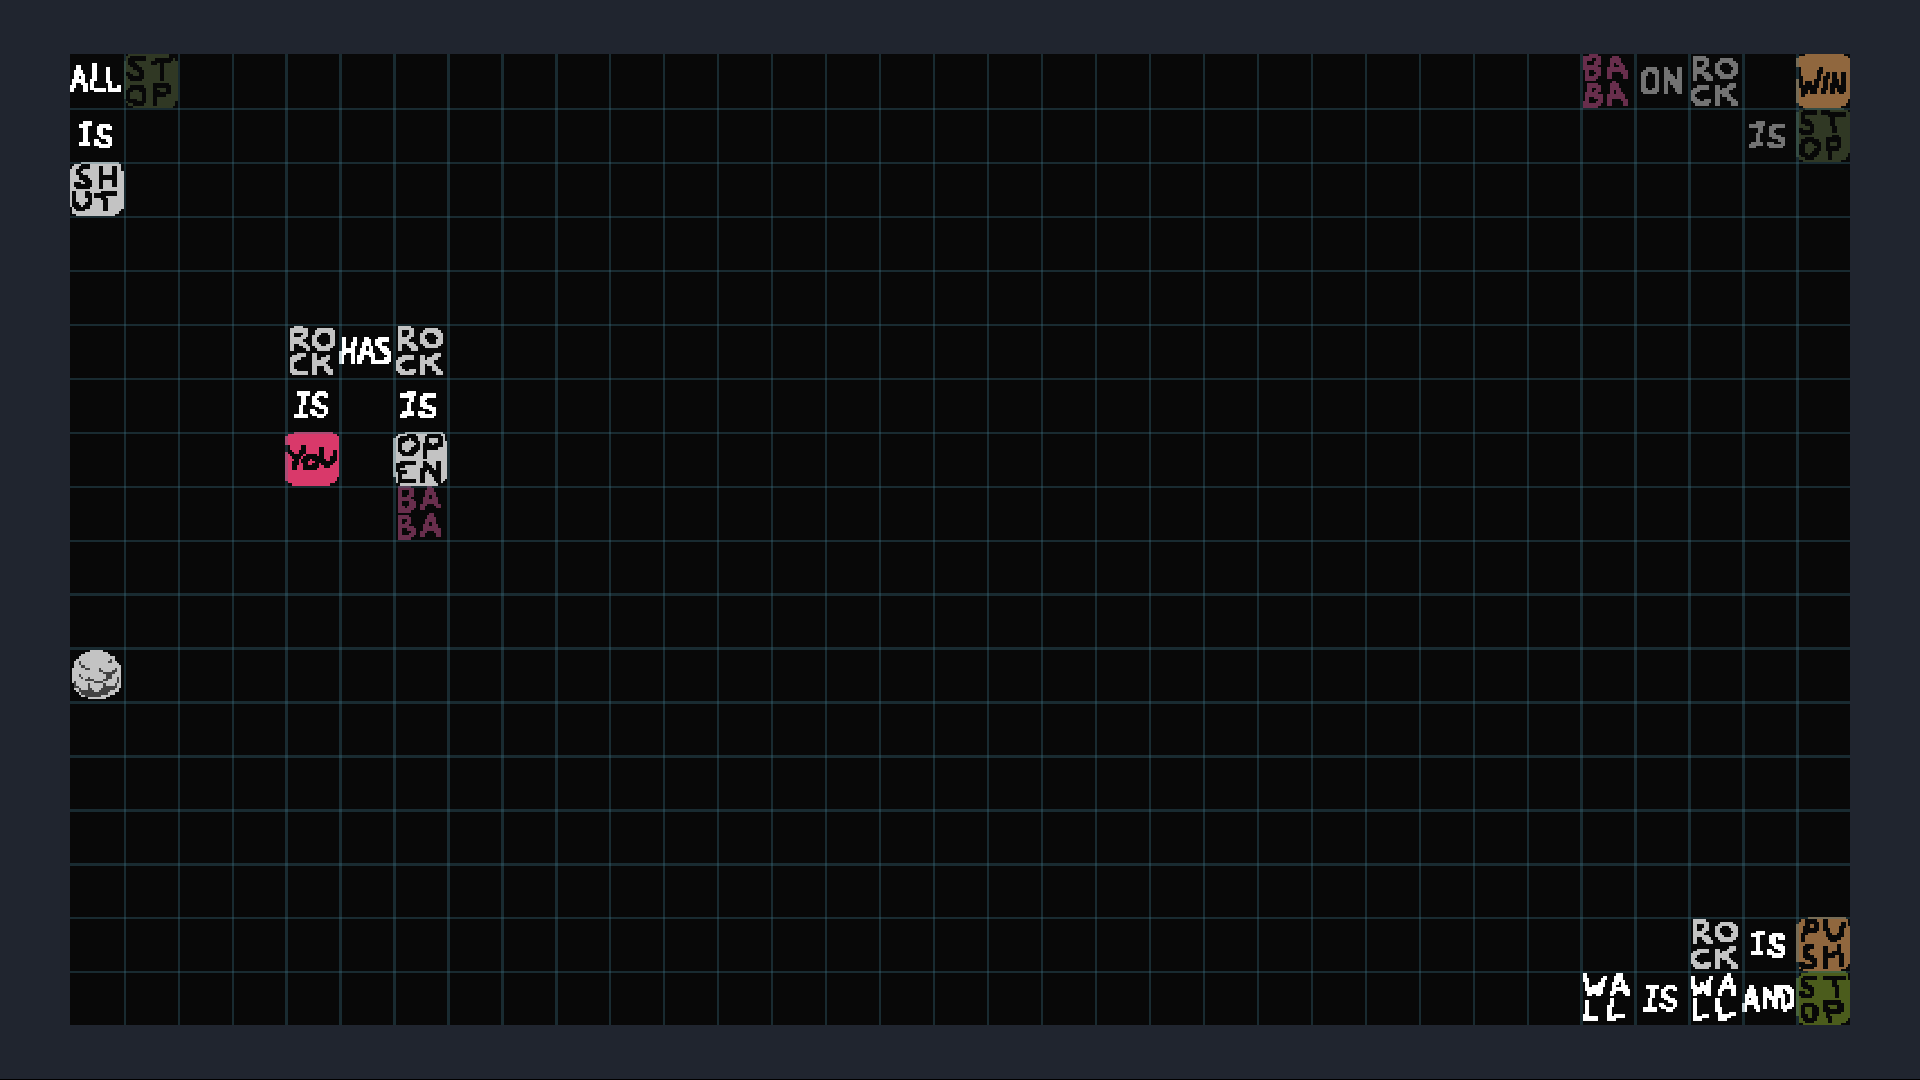 ALL STOP BABA ON ROCK WIN
IS IS STOP
SHUT
ROCK HAS ROCK
IS IS
YOU OPEN
BABA
ROCK IS PUSH
WALL IS WALL AND STOP